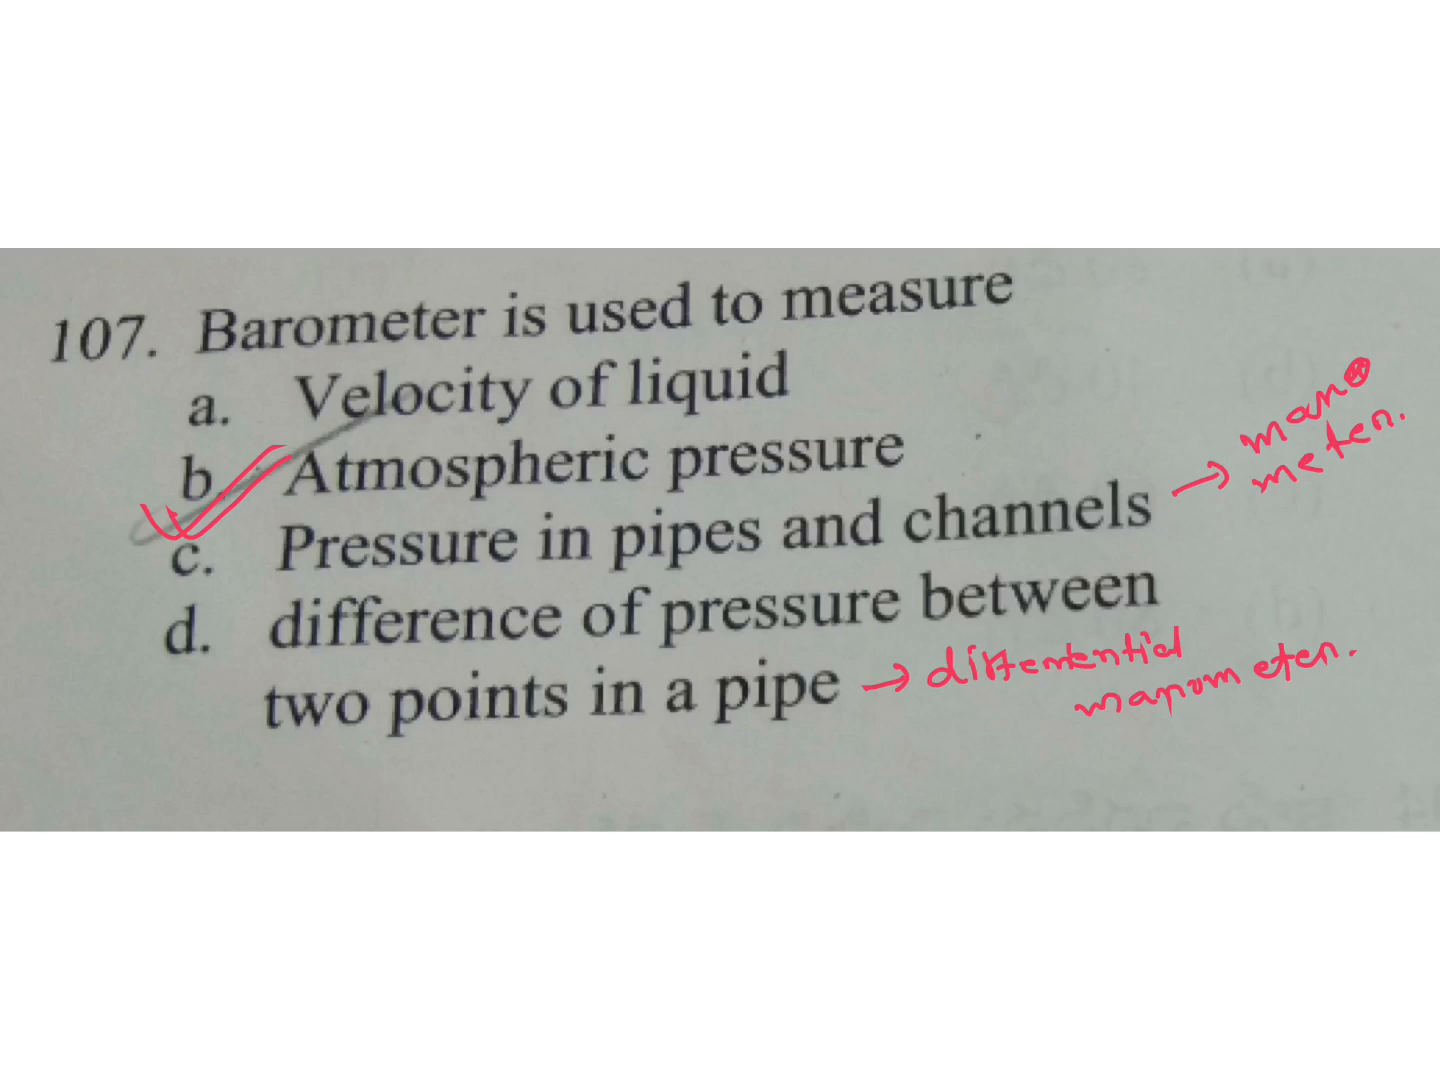 107. Barometer is used to measure
a. Velocity of liquid
b. Atmospheric pressure
c. Pressure in pipes and channels → mano
meter.
d. difference of pressure between
two points in a pipe → differential
manometer.